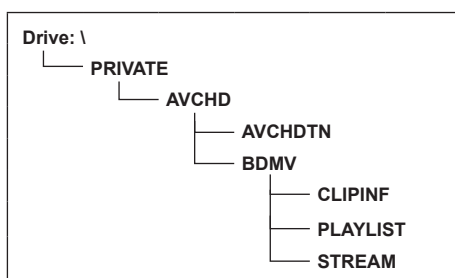 Drive: \
PRIVATE
AVCHD
AVCHDTN
BDMV
CLIPINF
PLAYLIST
STREAM